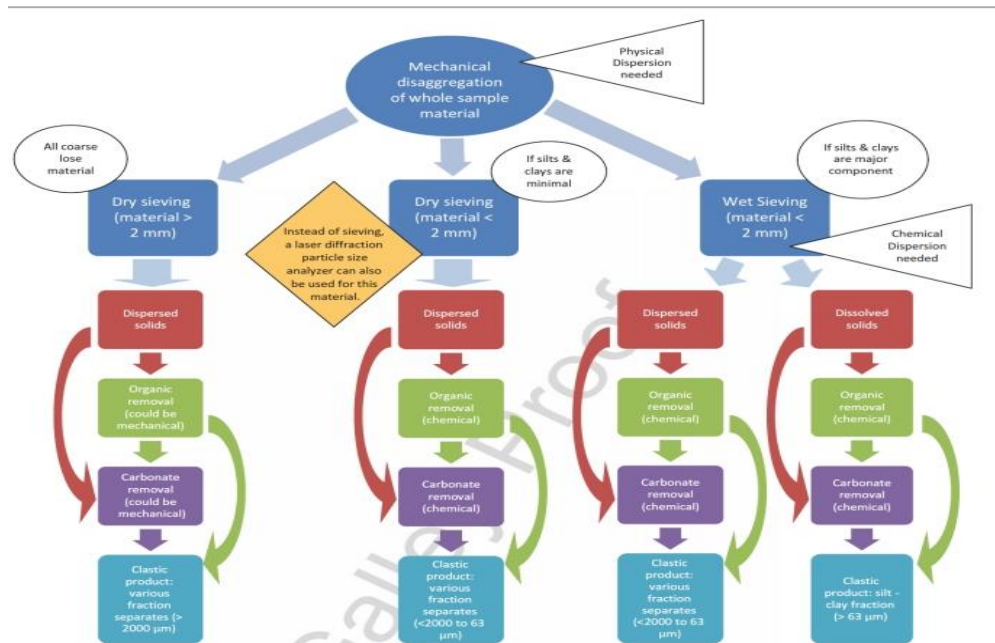 Physical
Dispersion
needed
Mechanical
disaggregation
of whole sample
material
All coarse
lose
material
If silts &
clays are
minimal
If silts & clays
are major
component
Dry sieving
(material >
2 mm)
Dry sieving
(material <
2 mm)
Wet Sieving
(material <
2 mm)
Instead of sieving,
a laser diffraction
particle size
analyzer can also
be used for this
material.
Chemical
Dispersion
needed
Dispersed
solids
Dispersed
solids
Dispersed
solids
Dissolved
solids
Organic
removal
(could be
mechanical)
Organic
removal
(chemical)
Organic
removal
(chemical)
Organic
removal
(chemical)
Carbonate
removal
(could be
mechanical)
Carbonate
removal
(chemical)
Carbonate
removal
(chemical)
Carbonate
removal
(chemical)
Clastic
product:
various
fraction
separates (>
2000 µm)
Clastic
product:
various
fraction
separates
(<2000 to 63
µm)
Clastic
product:
various
fraction
separates
(<2000 to 63
µm)
Clastic
product: silt -
clay fraction
(> 63 µm)
Galley Proof